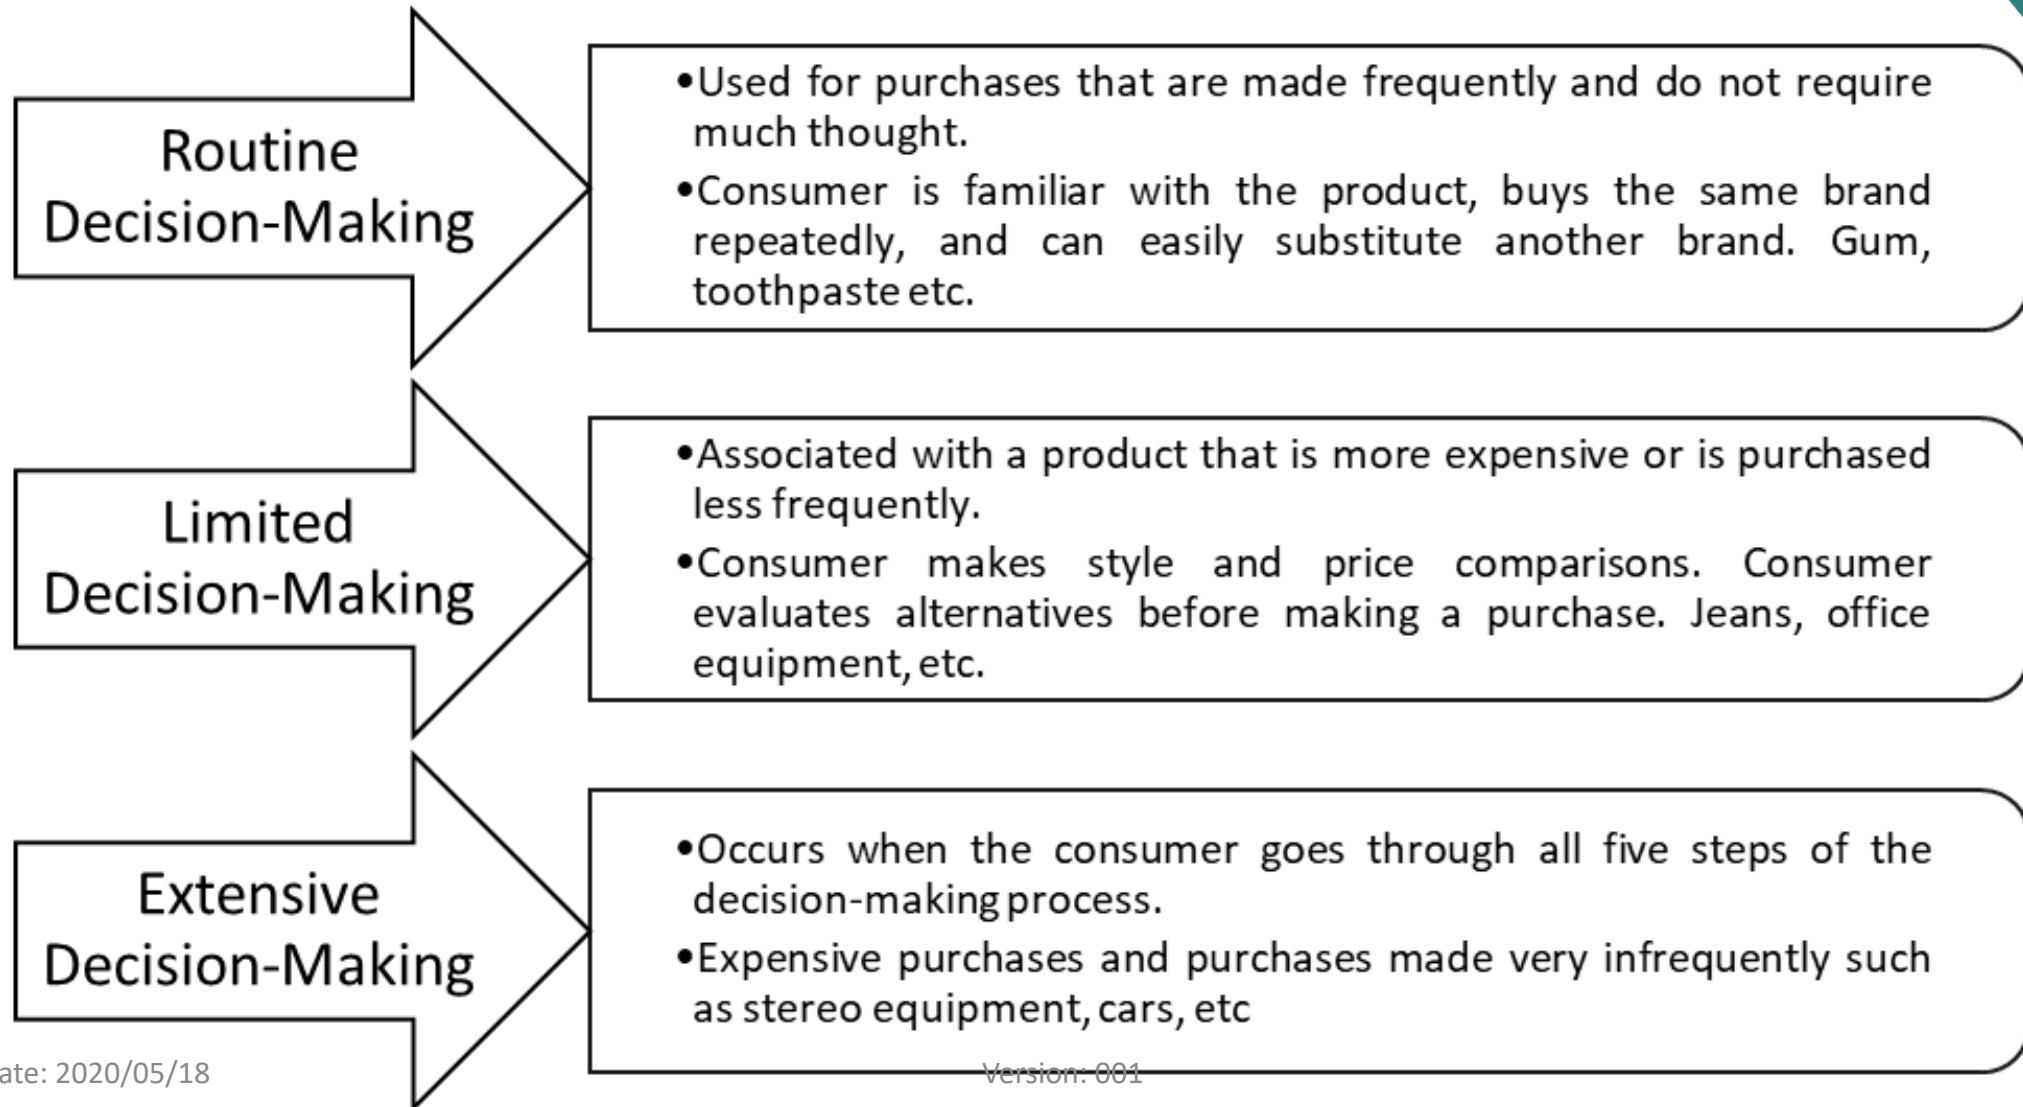 Routine
Decision-Making
•Used for purchases that are made frequently and do not require
much thought.
•Consumer is familiar with the product, buys the same brand
repeatedly, and can easily substitute another brand. Gum,
toothpaste etc.
Limited
Decision-Making
•Associated with a product that is more expensive or is purchased
less frequently.
•Consumer makes style and price comparisons. Consumer
evaluates alternatives before making a purchase. Jeans, office
equipment, etc.
Extensive
Decision-Making
•Occurs when the consumer goes through all five steps of the
decision-making process.
•Expensive purchases and purchases made very infrequently such
as stereo equipment, cars, etc
ate: 2020/05/18
Version: 001